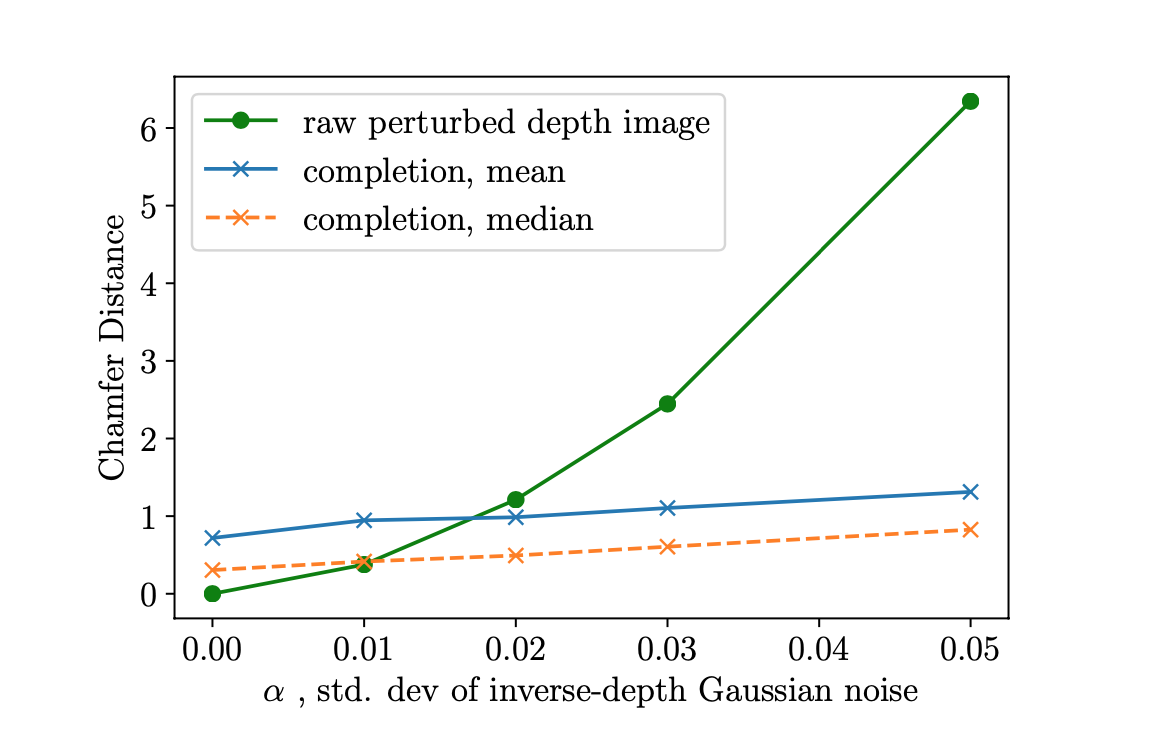 raw perturbed depth image
completion, mean
completion, median
Chamfer Distance
6
5
4
3
2
1
0
0.00 0.01 0.02 0.03 0.04 0.05
α , std. dev of inverse-depth Gaussian noise